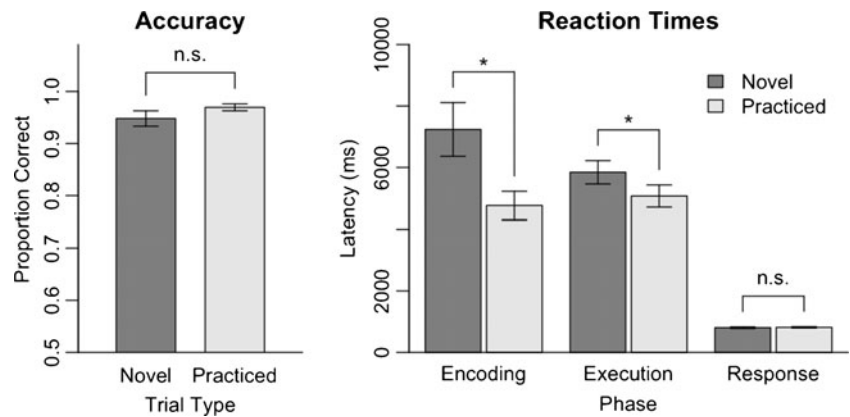 Accuracy
n.s.
Proportion Correct
1.0
0.9
0.8
0.7
0.6
0.5
Novel Practiced
Trial Type
Reaction Times
Latency (ms)
10000
6000
2000
0
*
*
n.s.
Novel
Practiced
Encoding Execution Response
Phase